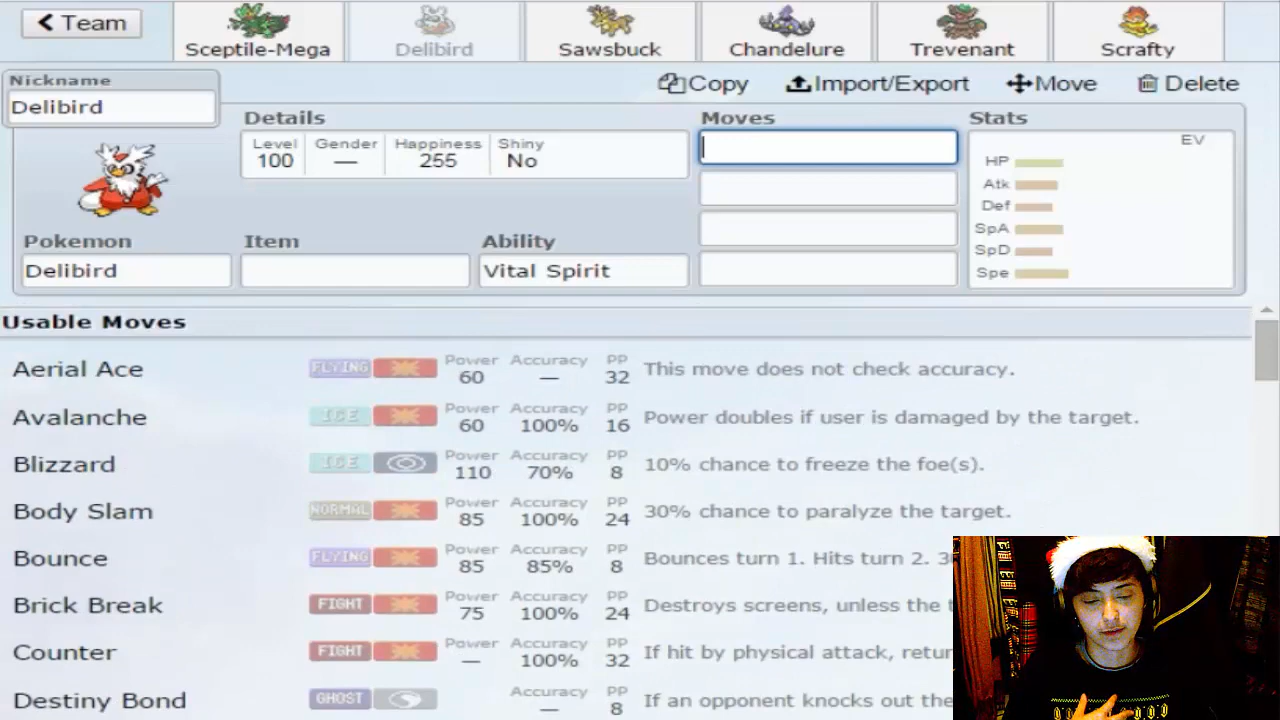 Team
Sceptile-Mega
Delibird
Sawsbuck
Chandelure
Trevenant
Scrafty
Nickname
Delibird
Copy
Import/Export
Move
Delete
Details
Level Gender Happiness Shiny
100 — 255 No
Moves
Stats
EV
HP
Atk
Def
SpA
SpD
Spe
Pokemon
Delibird
Item
Ability
Vital Spirit
Usable Moves
Aerial Ace FLYING Power 60 Accuracy — PP 32 This move does not check accuracy.
Avalanche ICE Power 60 Accuracy 100% PP 16 Power doubles if user is damaged by the target.
Blizzard ICE Power 110 Accuracy 70% PP 8 10% chance to freeze the foe(s).
Body Slam NORMAL Power 85 Accuracy 100% PP 24 30% chance to paralyze the target.
Bounce FLYING Power 85 Accuracy 85% PP 8 Bounces turn 1. Hits turn 2. 3
Brick Break FIGHT Power 75 Accuracy 100% PP 24 Destroys screens, unless the
Counter FIGHT Power — Accuracy 100% PP 32 If hit by physical attack,
Destiny Bond GHOST Accuracy — PP 8 If an opponent knocks out the